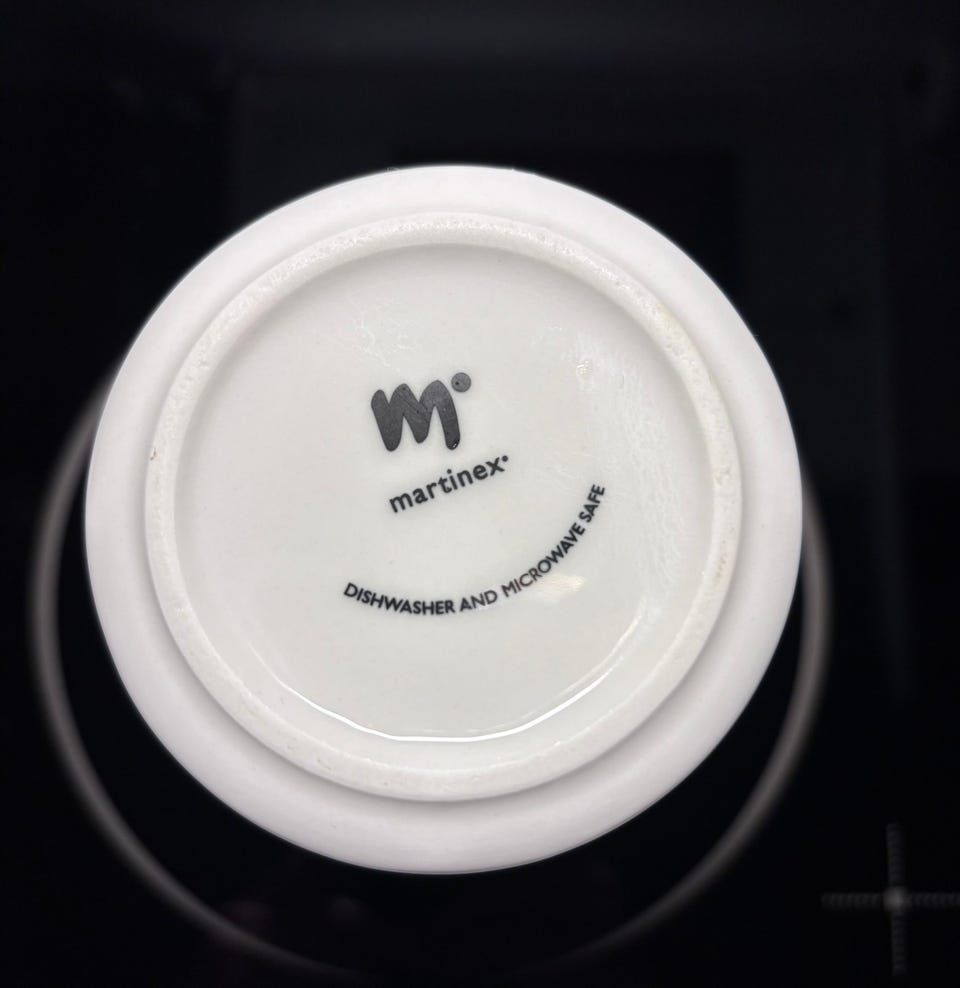 m
martinex
DISHWASHER AND MICROWAVE SAFE